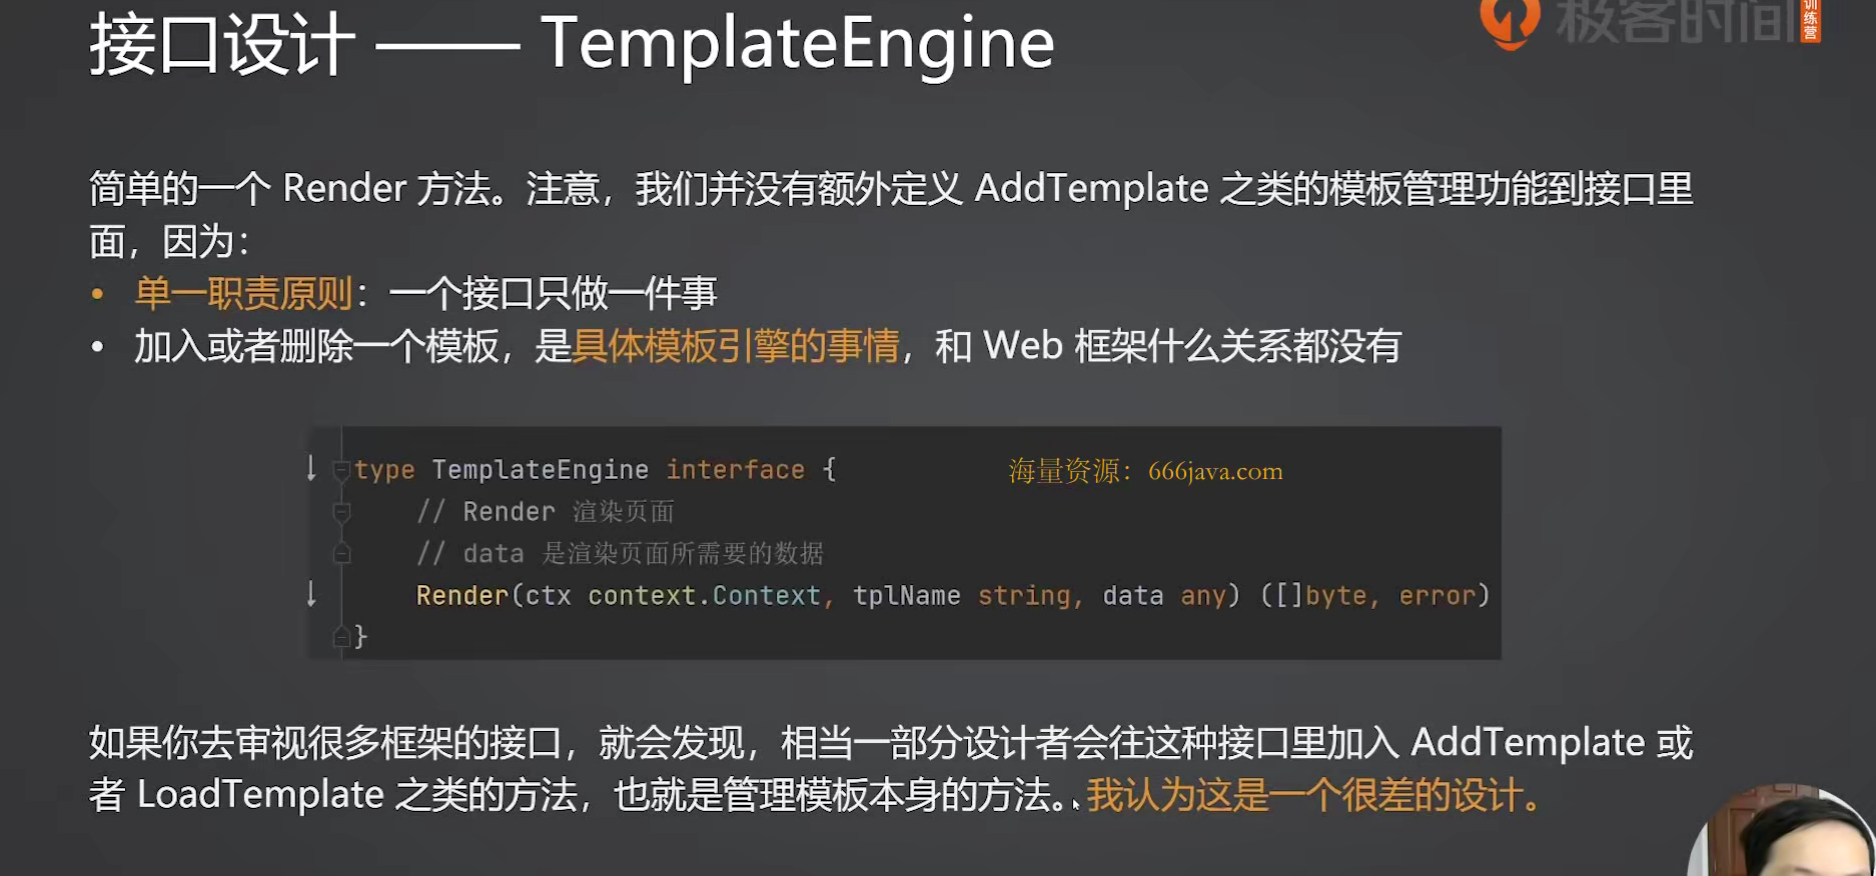 接口设计 —— TemplateEngine
极客时间
训练营
简单的一个 Render 方法。注意，我们并没有额外定义 AddTemplate 之类的模板管理功能到接口里
面，因为：
• 单一职责原则：一个接口只做一件事
• 加入或者删除一个模板，是具体模板引擎的事情，和 Web 框架什么关系都没有
type TemplateEngine interface {
海量资源：666java.com
// Render 渲染页面
// data 是渲染页面所需要的数据
Render(ctx context.Context, tplName string, data any) ([]byte, error)
}
如果你去审视很多框架的接口，就会发现，相当一部分设计者会往这种接口里加入 AddTemplate 或
者 LoadTemplate 之类的方法，也就是管理模板本身的方法。我认为这是一个很差的设计。